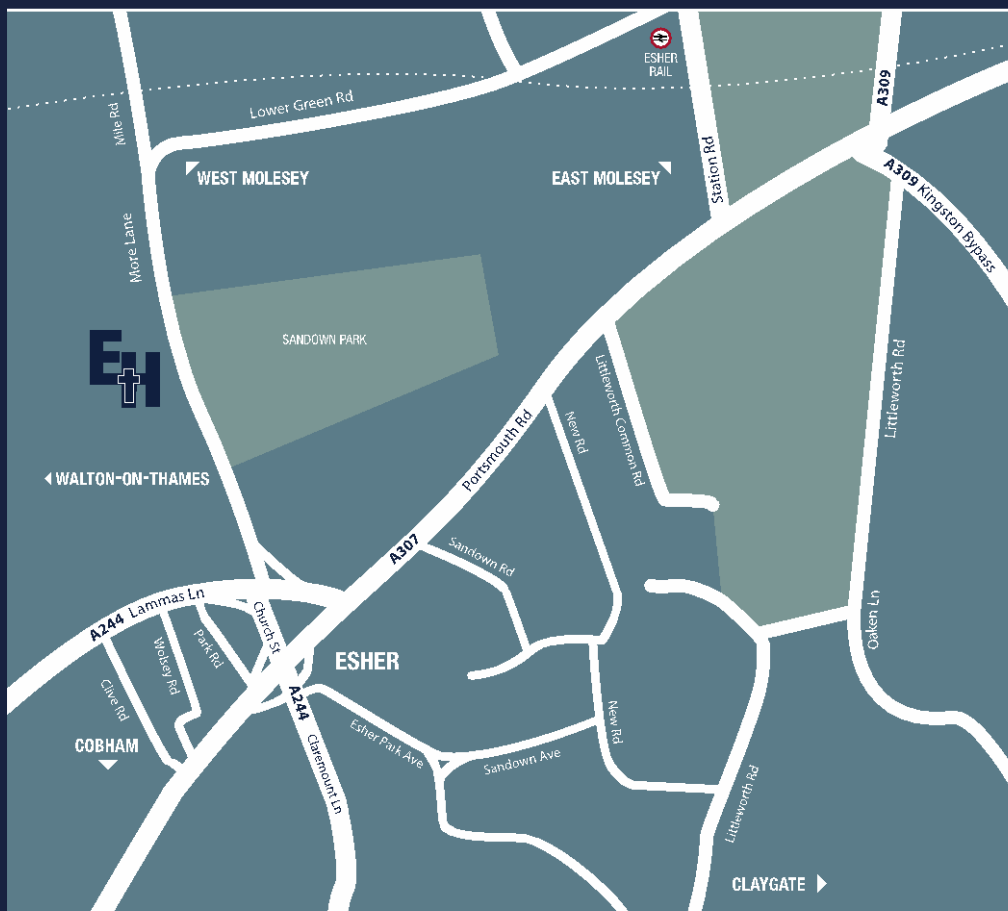 ESHER
RAIL
A309
Mile Rd
Lower Green Rd
WEST MOLESEY
EAST MOLESEY
Station Rd
A309 Kingston Bypass
More Lane
SANDOWN PARK
EH
Littleworth Common Rd
Littleworth Rd
New Rd
Portsmouth Rd
WALTON-ON-THAMES
A307
Sandown Rd
A244 Lammas Ln
Church St
Oaken Ln
Park Rd
Wolsey Rd
Clive Rd
ESHER
A244
Claremount Ln
Esher Park Ave
New Rd
COBHAM
Sandown Ave
Littleworth Rd
CLAYGATE